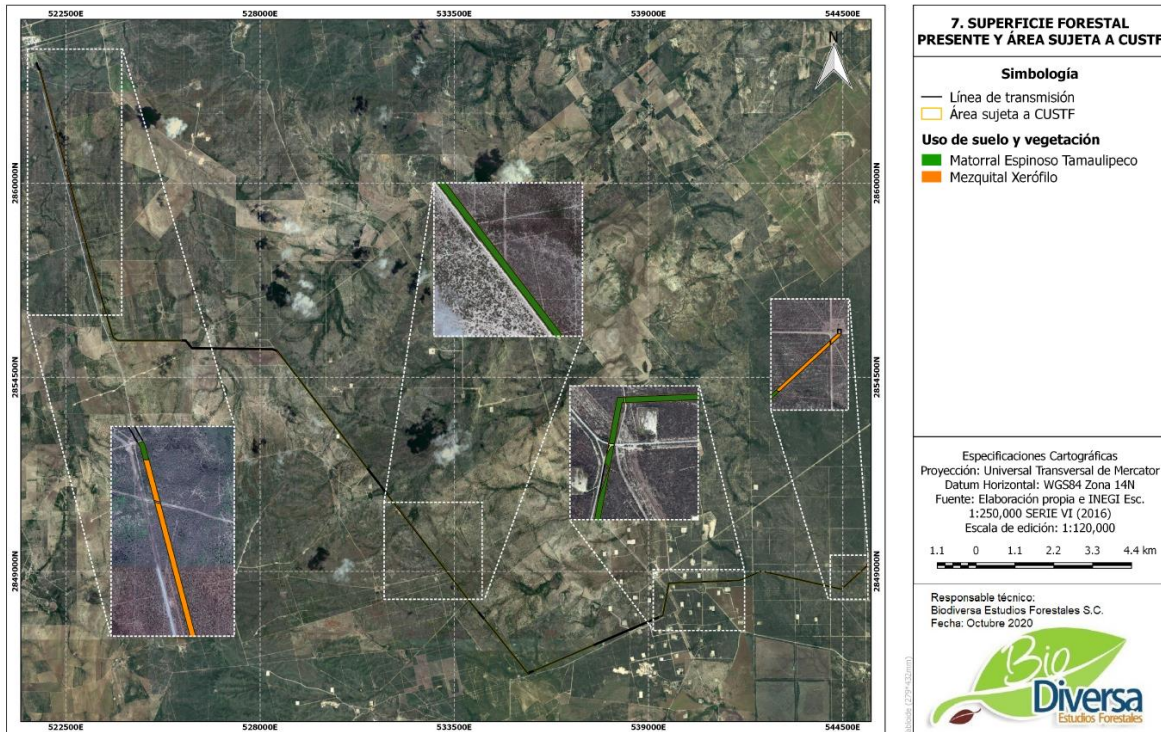 522500E
528000E
533500E
539000E
544500E
2860000N
2854500N
2849000N
N
2860000N
2854500N
2849000N
522500E
528000E
533500E
539000E
544500E
7. SUPERFICIE FORESTAL
PRESENTE Y ÁREA SUJETA A CUSTF
Simbología
Línea de transmisión
Área sujeta a CUSTF
Uso de suelo y vegetación
Matorral Espinoso Tamaulipeco
Mezquital Xerófilo
Especificaciones Cartográficas
Proyección: Universal Transversal de Mercator
Datum Horizontal: WGS84 Zona 14N
Fuente: Elaboración propia e INEGI Esc.
1:250,000 SERIE VI (2016)
Escala de edición: 1:120,000
1.1 0 1.1 2.2 3.3 4.4 km
Responsable técnico:
Biodiversa Estudios Forestales S.C.
Fecha: Octubre 2020
Bio
Diversa
Estudios Forestales
(279*432mm)